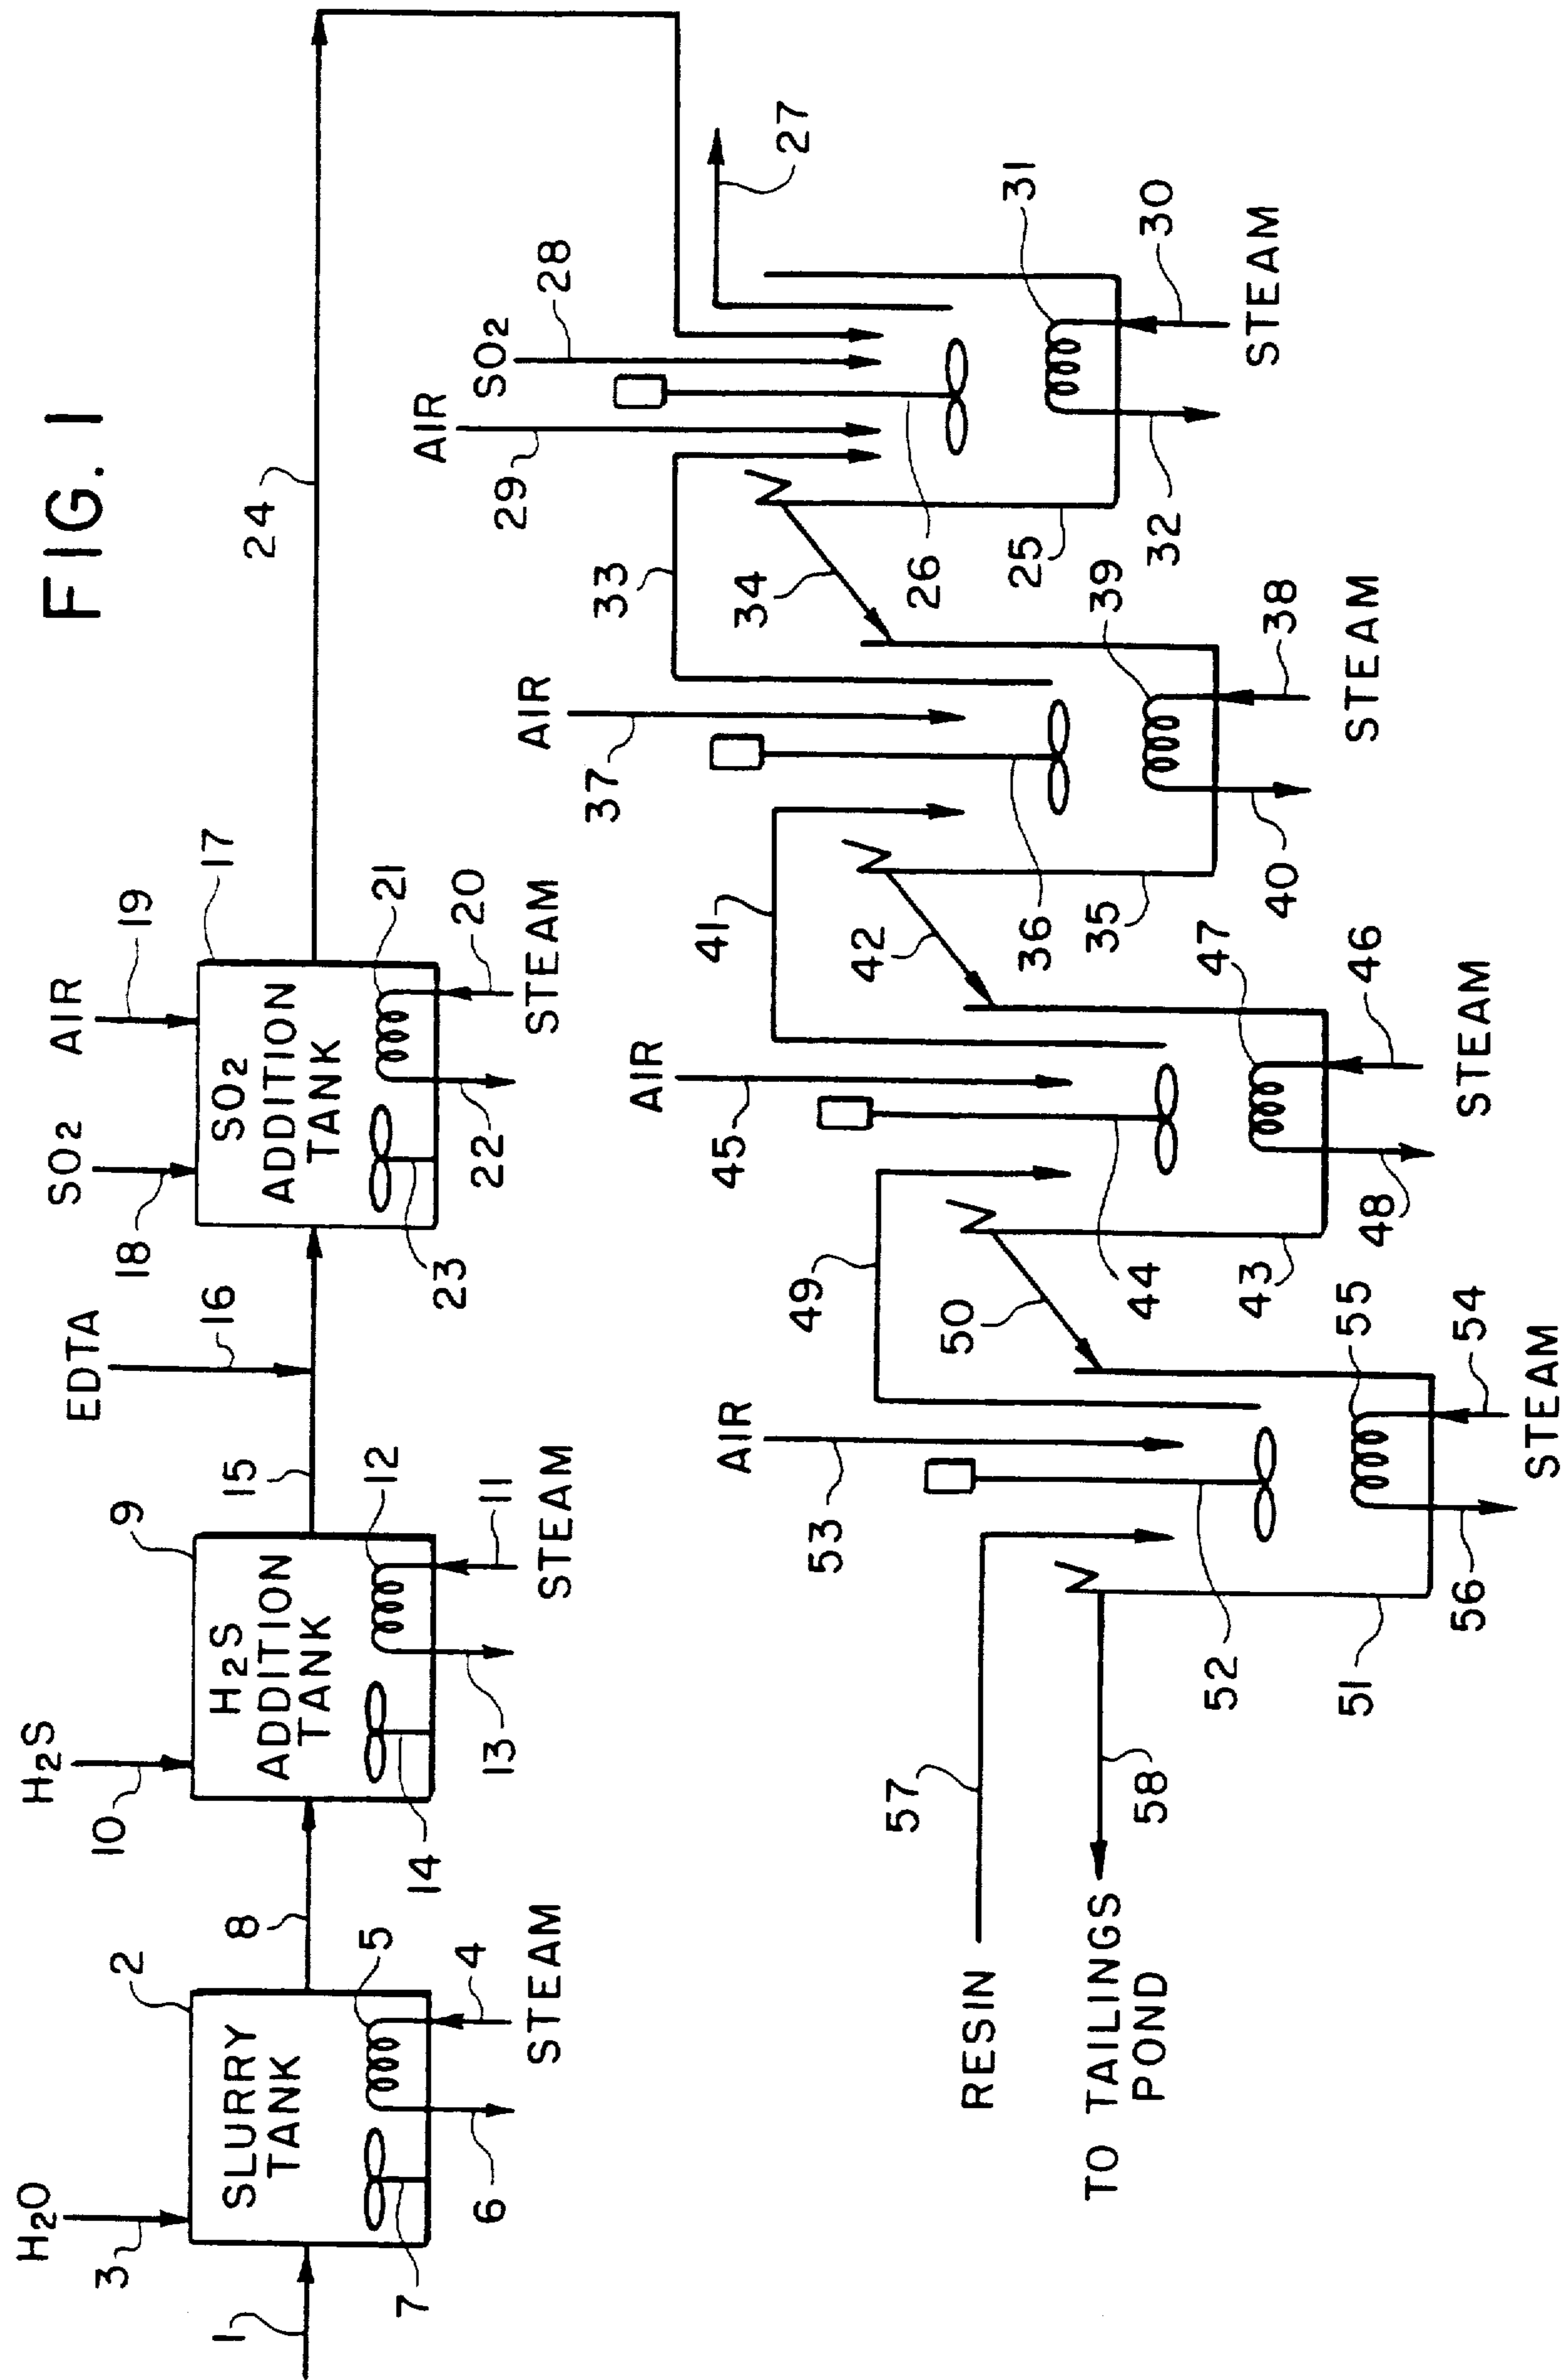 FIG. 1
H2O
3
1
2
SLURRY
TANK
5
7
6
4
STEAM
8
H2S
10
9
H2S
ADDITION
TANK
12
14
13
11
STEAM
15
EDTA
16
SO2
18
AIR
19
17
SO2
ADDITION
TANK
21
23
22
20
STEAM
24
27
SO2
28
AIR
29
33
34
26
25
31
32
30
STEAM
AIR
37
41
42
36
35
39
40
38
STEAM
AIR
45
49
50
44
43
47
48
46
STEAM
AIR
53
57
RESIN
58
TO TAILINGS
POND
52
51
55
56
54
STEAM